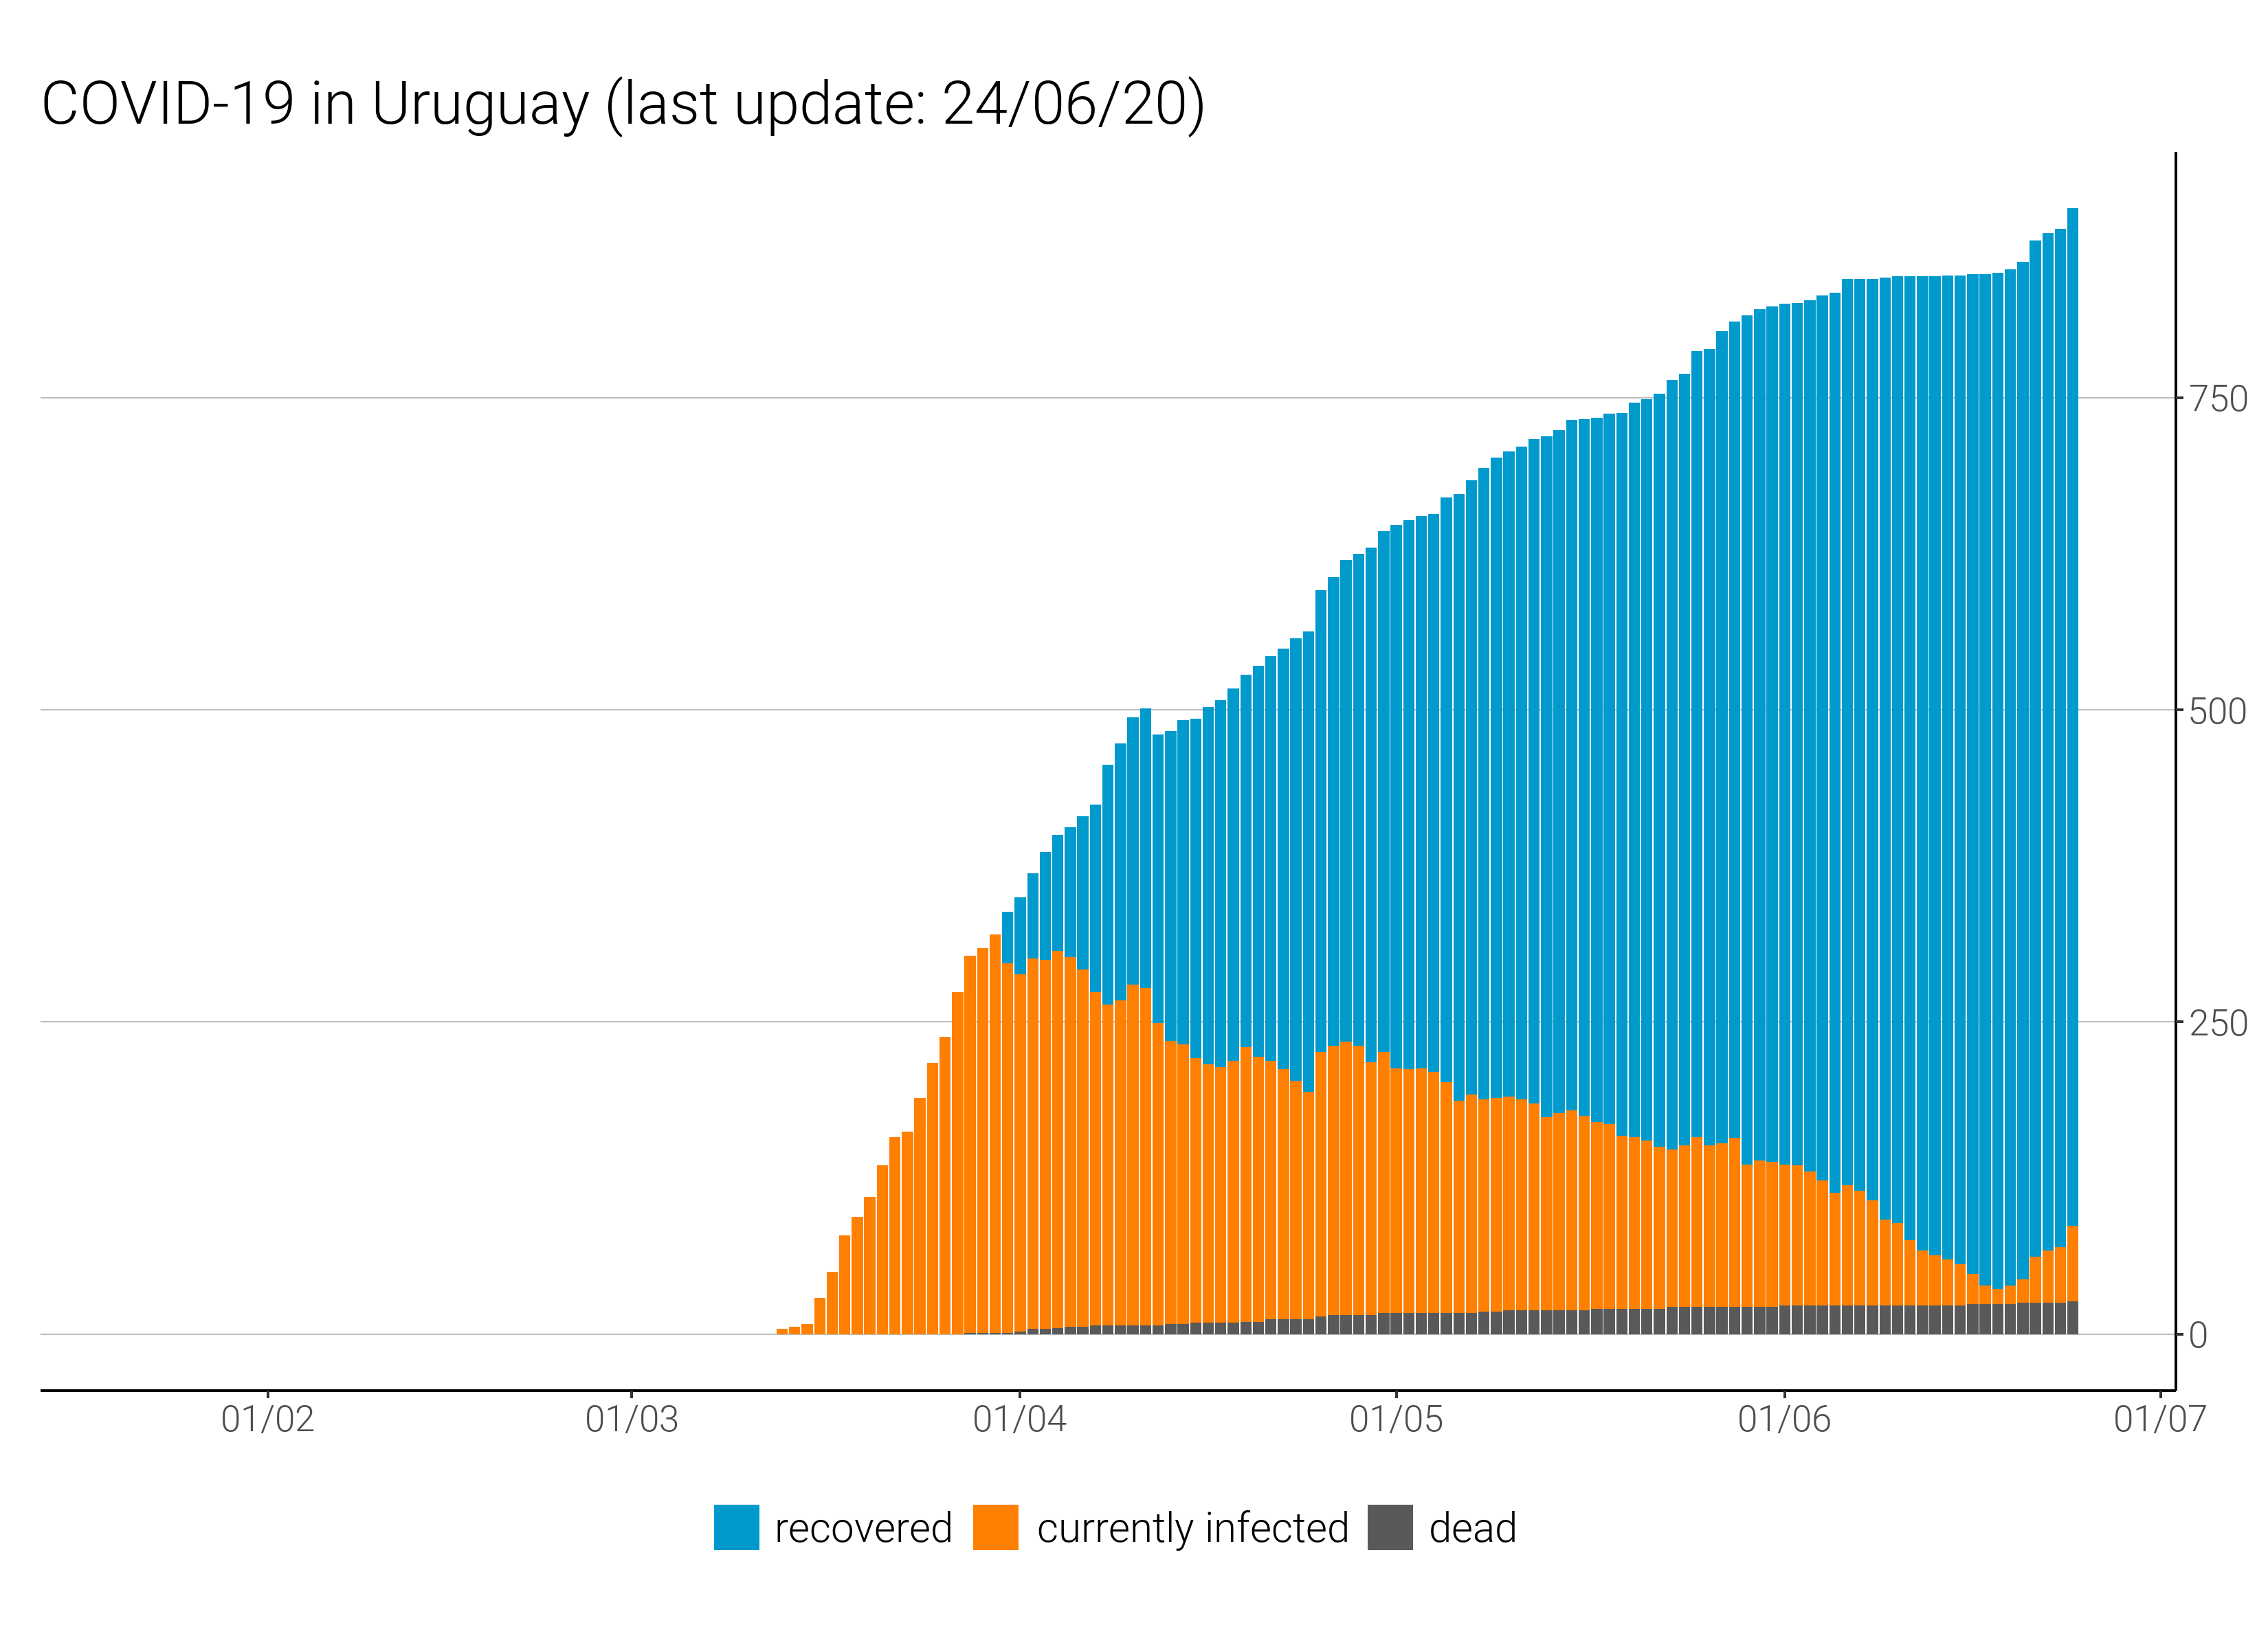 COVID-19 in Uruguay (last update: 24/06/20)
750
500
250
0
01/02 01/03 01/04 01/05 01/06 01/07
recovered currently infected dead